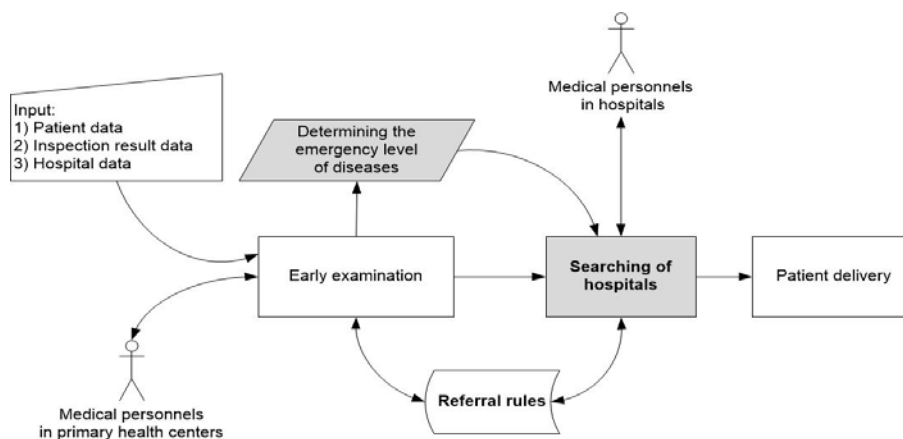 Medical personnels
in hospitals
Input:
1) Patient data
2) Inspection result data
3) Hospital data
Determining the
emergency level
of diseases
Early examination
Searching of
hospitals
Patient delivery
Referral rules
Medical personnels
in primary health centers